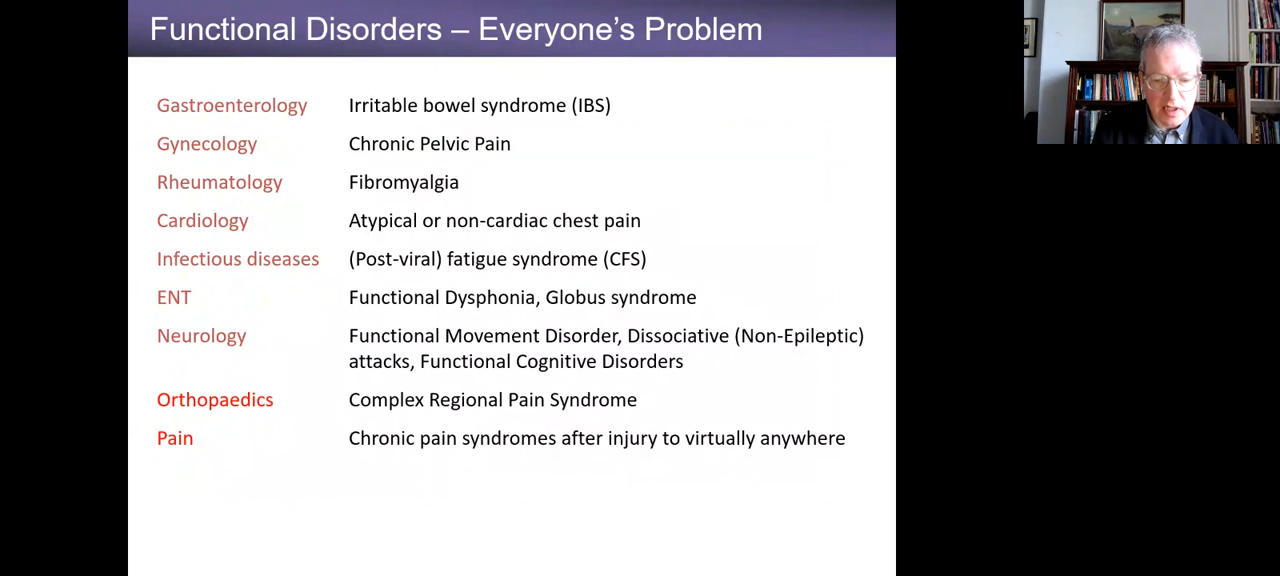 Functional Disorders – Everyone's Problem
Gastroenterology Irritable bowel syndrome (IBS)
Gynecology Chronic Pelvic Pain
Rheumatology Fibromyalgia
Cardiology Atypical or non-cardiac chest pain
Infectious diseases (Post-viral) fatigue syndrome (CFS)
ENT Functional Dysphonia, Globus syndrome
Neurology Functional Movement Disorder, Dissociative (Non-Epileptic)
attacks, Functional Cognitive Disorders
Orthopaedics Complex Regional Pain Syndrome
Pain Chronic pain syndromes after injury to virtually anywhere